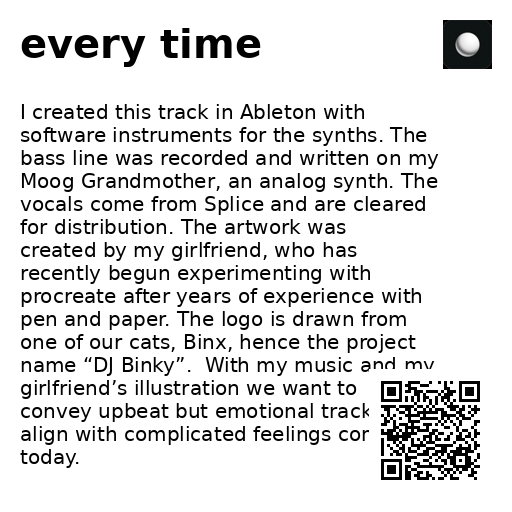 every time
I created this track in Ableton with
software instruments for the synths. The
bass line was recorded and written on my
Moog Grandmother, an analog synth. The
vocals come from Splice and are cleared
for distribution. The artwork was
created by my girlfriend, who has
recently begun experimenting with
procreate after years of experience with
pen and paper. The logo is drawn from
one of our cats, Binx, hence the project
name “DJ Binky”.  With my music and my
girlfriend’s illustration we want to
convey upbeat but emotional track
align with complicated feelings
today.